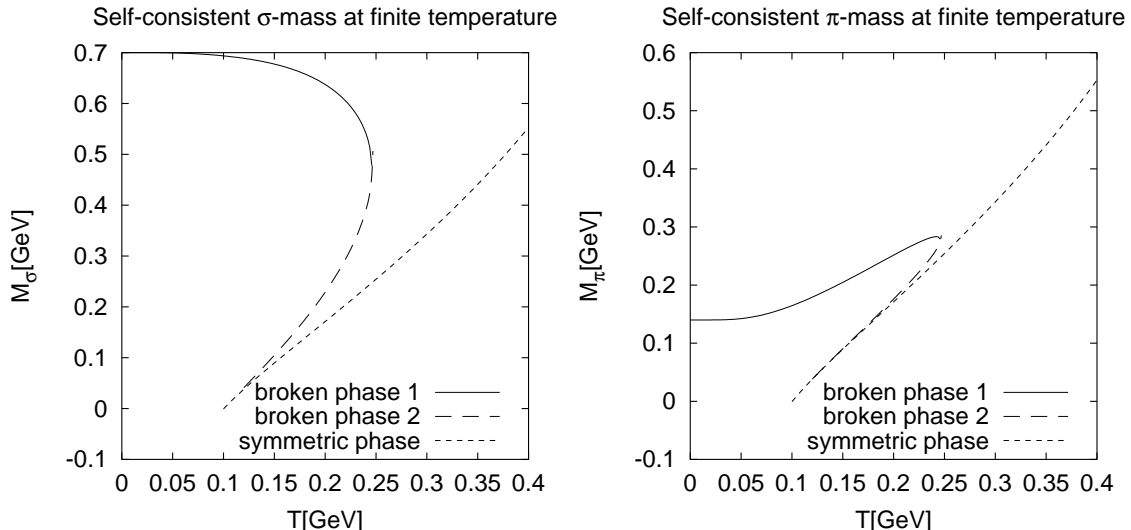 Self-consistent σ-mass at finite temperature
0.7
0.6
0.5
0.4
0.3
0.2
0.1
0
-0.1
Mσ[GeV]
broken phase 1
broken phase 2
symmetric phase
0 0.05 0.1 0.15 0.2 0.25 0.3 0.35 0.4
T[GeV]
Self-consistent π-mass at finite temperature
0.6
0.5
0.4
0.3
0.2
0.1
0
-0.1
Mπ[GeV]
broken phase 1
broken phase 2
symmetric phase
0 0.05 0.1 0.15 0.2 0.25 0.3 0.35 0.4
T[GeV]